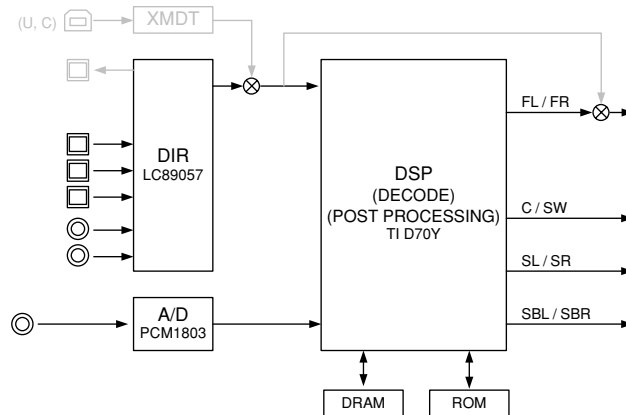 (U, C)
XMDT
DIR
LC89057
FL / FR
DSP
(DECODE)
(POST PROCESSING)
TI D70Y
C / SW
SL / SR
A/D
PCM1803
SBL / SBR
DRAM
ROM